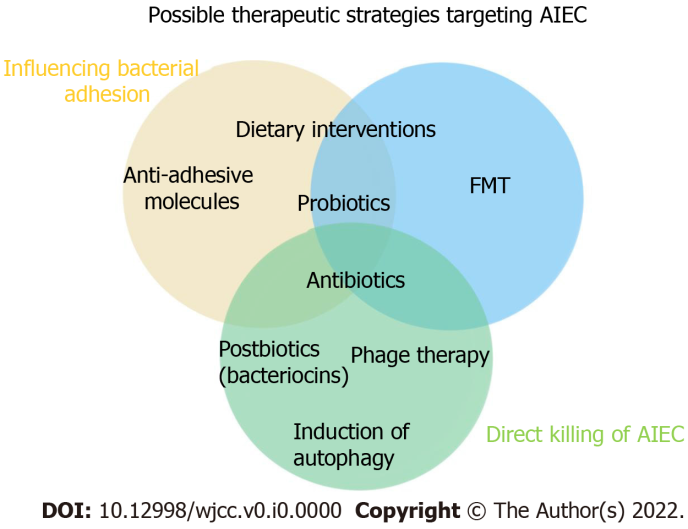 Possible therapeutic strategies targeting AIEC
Influencing bacterial
adhesion
Dietary interventions
Anti-adhesive
molecules
Probiotics
FMT
Antibiotics
Postbiotics
(bacteriocins)
Phage therapy
Induction of
autophagy
Direct killing of AIEC
DOI: 10.12998/wjcc.v0.i0.0000 Copyright © The Author(s) 2022.